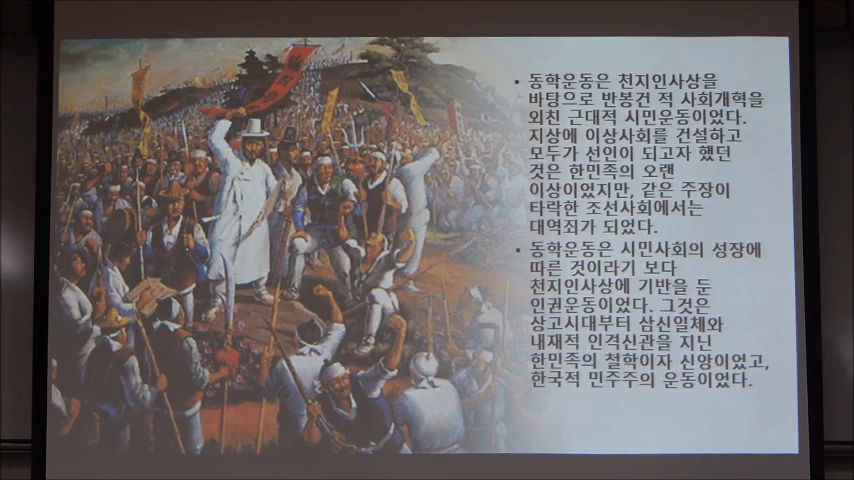 • 동학운동은 천지인사상을
바탕으로 반봉건 적 사회개혁을
외친 근대적 시민운동이었다.
지상에 이상사회를 건설하고
모두가 선인이 되고자 했던
것은 한민족의 오랜
이상이었지만, 같은 주장이
타락한 조선사회에서는
대역죄가 되었다.
• 동학운동은 시민사회의 성장에
따른 것이라기 보다
천지인사상에 기반을 둔
인권운동이었다. 그것은
상고시대부터 삼신일체와
내재적 인격신관을 지닌
한민족의 철학이자 신앙이었고,
한국적 민주주의 운동이었다.